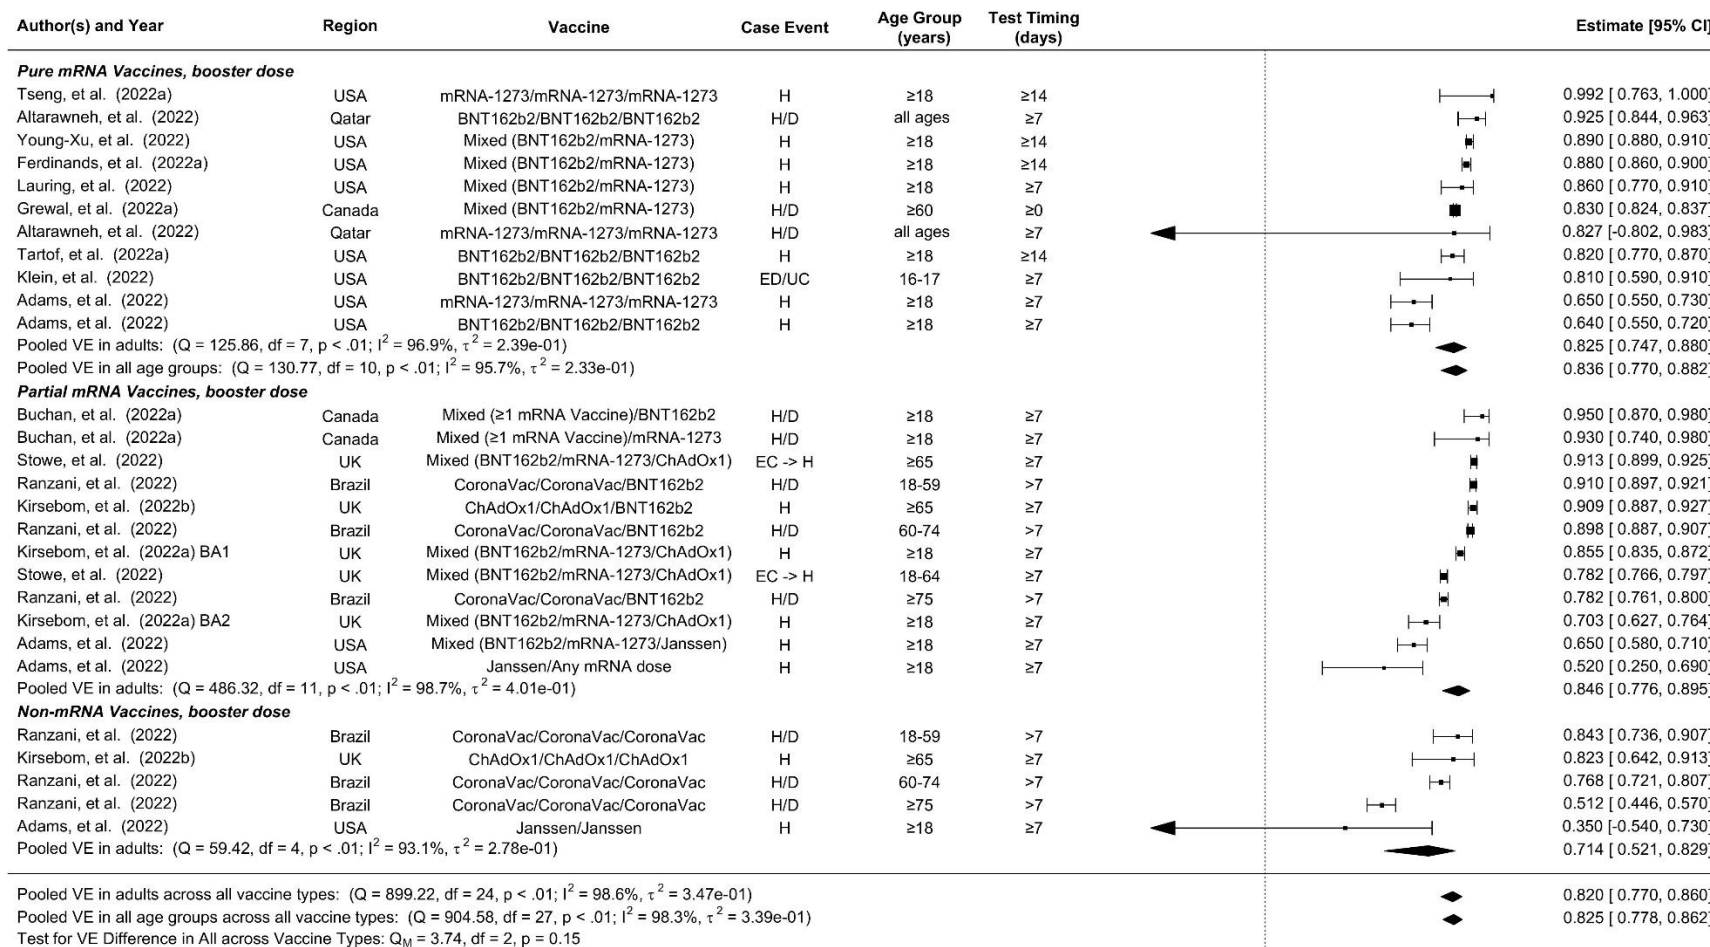 Author(s) and Year Region Vaccine Case Event Age Group (years) Test Timing (days) Estimate [95% CI]
Pure mRNA Vaccines, booster dose
Tseng, et al. (2022a) USA mRNA-1273/mRNA-1273/mRNA-1273 H ≥18 ≥14 0.992 [ 0.763, 1.000]
Altarawneh, et al. (2022) Qatar BNT162b2/BNT162b2/BNT162b2 H/D all ages ≥7 0.925 [ 0.844, 0.963]
Young-Xu, et al. (2022) USA Mixed (BNT162b2/mRNA-1273) H ≥18 ≥14 0.890 [ 0.880, 0.910]
Ferdinands, et al. (2022a) USA Mixed (BNT162b2/mRNA-1273) H ≥18 ≥14 0.880 [ 0.860, 0.900]
Lauring, et al. (2022) USA Mixed (BNT162b2/mRNA-1273) H ≥18 ≥7 0.860 [ 0.770, 0.910]
Grewal, et al. (2022a) Canada Mixed (BNT162b2/mRNA-1273) H/D ≥60 ≥0 0.830 [ 0.824, 0.837]
Altarawneh, et al. (2022) Qatar mRNA-1273/mRNA-1273/mRNA-1273 H/D all ages ≥7 0.827 [-0.802, 0.983]
Tartof, et al. (2022a) USA BNT162b2/BNT162b2/BNT162b2 H ≥18 ≥14 0.820 [ 0.770, 0.870]
Klein, et al. (2022) USA BNT162b2/BNT162b2/BNT162b2 ED/UC 16-17 ≥7 0.810 [ 0.590, 0.910]
Adams, et al. (2022) USA mRNA-1273/mRNA-1273/mRNA-1273 H ≥18 ≥7 0.650 [ 0.550, 0.730]
Adams, et al. (2022) USA BNT162b2/BNT162b2/BNT162b2 H ≥18 ≥7 0.640 [ 0.550, 0.720]
Pooled VE in adults: (Q = 125.86, df = 7, p < .01; I² = 96.9%, τ² = 2.39e-01) 0.825 [0.747, 0.880]
Pooled VE in all age groups: (Q = 130.77, df = 10, p < .01; I² = 95.7%, τ² = 2.33e-01) 0.836 [0.770, 0.882]
Partial mRNA Vaccines, booster dose
Buchan, et al. (2022a) Canada Mixed (≥1 mRNA Vaccine)/BNT162b2 H/D ≥18 ≥7 0.950 [ 0.870, 0.980]
Buchan, et al. (2022a) Canada Mixed (≥1 mRNA Vaccine)/mRNA-1273 H/D ≥18 ≥7 0.930 [ 0.740, 0.980]
Stowe, et al. (2022) UK Mixed (BNT162b2/mRNA-1273/ChAdOx1) EC -> H ≥65 ≥7 0.913 [ 0.899, 0.925]
Ranzani, et al. (2022) Brazil CoronaVac/CoronaVac/BNT162b2 H/D 18-59 >7 0.910 [ 0.897, 0.921]
Kirsebom, et al. (2022b) UK ChAdOx1/ChAdOx1/BNT162b2 H ≥65 ≥7 0.909 [ 0.887, 0.927]
Ranzani, et al. (2022) Brazil CoronaVac/CoronaVac/BNT162b2 H/D 60-74 >7 0.898 [ 0.887, 0.907]
Kirsebom, et al. (2022a) BA1 UK Mixed (BNT162b2/mRNA-1273/ChAdOx1) H ≥18 ≥7 0.855 [ 0.835, 0.872]
Stowe, et al. (2022) UK Mixed (BNT162b2/mRNA-1273/ChAdOx1) EC -> H 18-64 ≥7 0.782 [ 0.766, 0.797]
Ranzani, et al. (2022) Brazil CoronaVac/CoronaVac/BNT162b2 H/D ≥75 >7 0.782 [ 0.761, 0.800]
Kirsebom, et al. (2022a) BA2 UK Mixed (BNT162b2/mRNA-1273/ChAdOx1) H ≥18 ≥7 0.703 [ 0.627, 0.764]
Adams, et al. (2022) USA Mixed (BNT162b2/mRNA-1273/Janssen) H ≥18 ≥7 0.650 [ 0.580, 0.710]
Adams, et al. (2022) USA Janssen/Any mRNA dose H ≥18 ≥7 0.520 [ 0.250, 0.690]
Pooled VE in adults: (Q = 486.32, df = 11, p < .01; I² = 98.7%, τ² = 4.01e-01) 0.846 [0.776, 0.895]
Non-mRNA Vaccines, booster dose
Ranzani, et al. (2022) Brazil CoronaVac/CoronaVac/CoronaVac H/D 18-59 >7 0.843 [ 0.736, 0.907]
Kirsebom, et al. (2022b) UK ChAdOx1/ChAdOx1/ChAdOx1 H ≥65 ≥7 0.823 [ 0.642, 0.913]
Ranzani, et al. (2022) Brazil CoronaVac/CoronaVac/CoronaVac H/D 60-74 >7 0.768 [ 0.721, 0.807]
Ranzani, et al. (2022) Brazil CoronaVac/CoronaVac/CoronaVac H/D ≥75 >7 0.512 [ 0.446, 0.570]
Adams, et al. (2022) USA Janssen/Janssen H ≥18 ≥7 0.350 [-0.540, 0.730]
Pooled VE in adults: (Q = 59.42, df = 4, p < .01; I² = 93.1%, τ² = 2.78e-01) 0.714 [0.521, 0.829]
Pooled VE in adults across all vaccine types: (Q = 899.22, df = 24, p < .01; I² = 98.6%, τ² = 3.47e-01) 0.820 [0.770, 0.860]
Pooled VE in all age groups across all vaccine types: (Q = 904.58, df = 27, p < .01; I² = 98.3%, τ² = 3.39e-01) 0.825 [0.778, 0.862]
Test for VE Difference in All across Vaccine Types: Q_M = 3.74, df = 2, p = 0.15